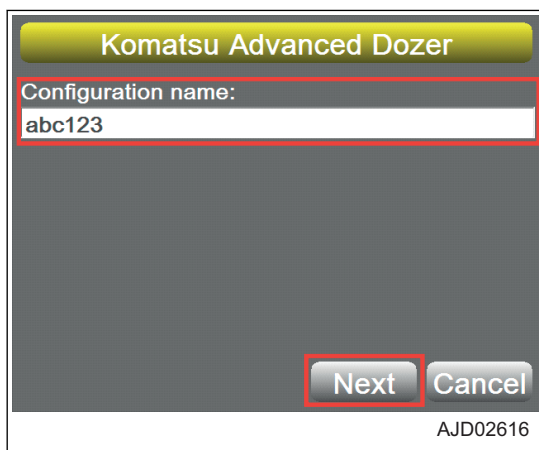 Komatsu Advanced Dozer
Configuration name:
abc123
Next Cancel
AJD02616